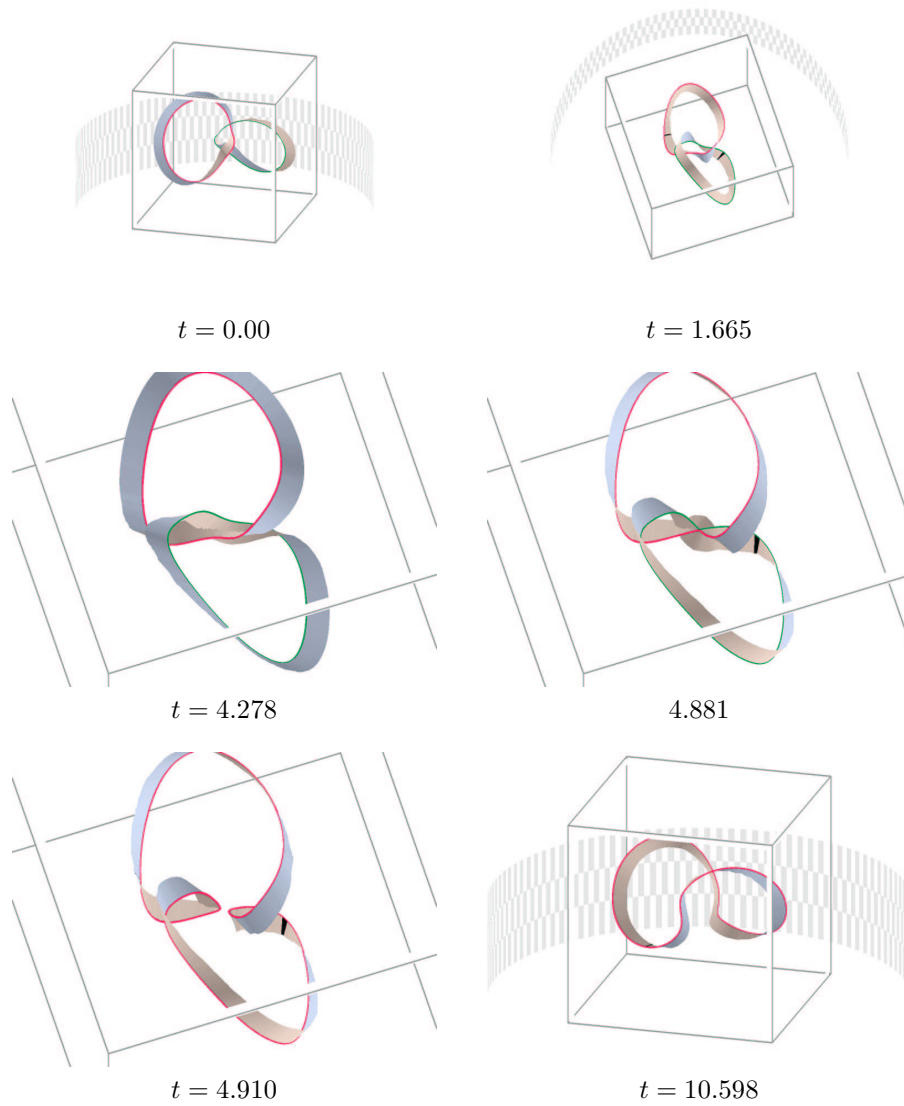 t = 0.00
t = 1.665
t = 4.278
4.881
t = 4.910
t = 10.598